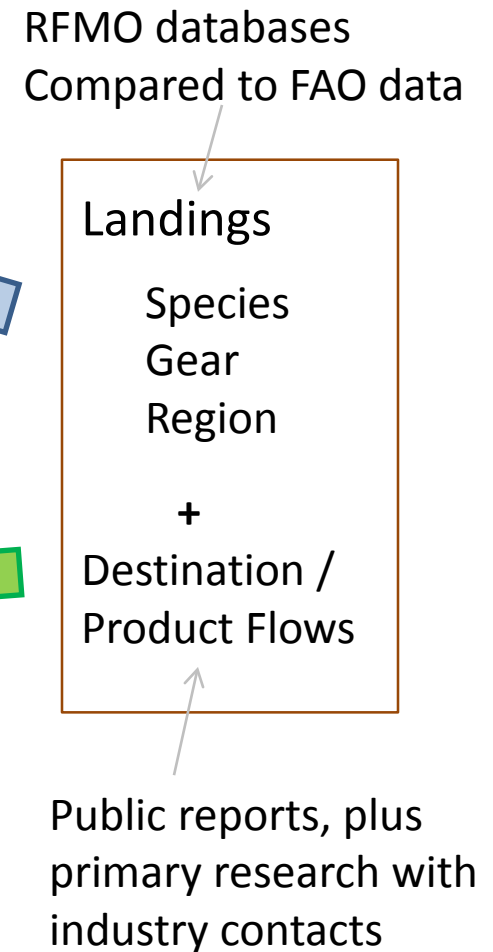 RFMO databases
Compared to FAO data
Landings
Species
Gear
Region
+
Destination /
Product Flows
Public reports, plus
primary research with
industry contacts